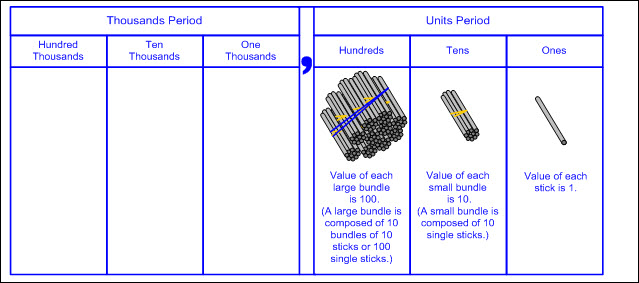 Thousands Period
Units Period
Hundred
Thousands
Ten
Thousands
One
Thousands
,
Hundreds
Tens
Ones
Value of each
large bundle
is 100.
(A large bundle is
composed of 10
bundles of 10
sticks or 100
single sticks.)
Value of each
small bundle
is 10.
(A small bundle is
composed of 10
single sticks.)
Value of each
stick is 1.